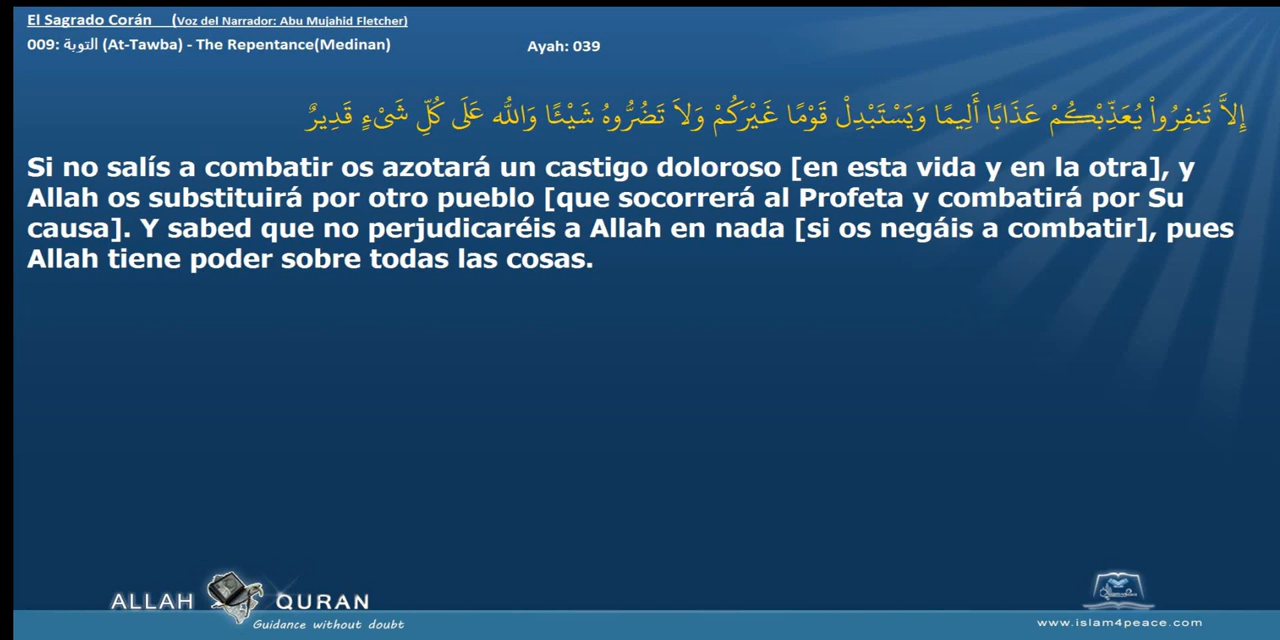 El Sagrado Corán (Voz del Narrador: Abu Mujahid Fletcher)
009: التوبة (At-Tawba) - The Repentance(Medinan) Ayah: 039
إِلاَّ تَنفِرُواْ يُعَذِّبْكُمْ عَذَابًا أَلِيمًا وَيَسْتَبْدِلْ قَوْمًا غَيْرَكُمْ وَلاَ تَضُرُّوهُ شَيْئًا وَاللّٰه عَلَى كُلِّ شَىْءٍ قَدِيرٌ
Si no salís a combatir os azotará un castigo doloroso [en esta vida y en la otra], y
Allah os substituirá por otro pueblo [que socorrerá al Profeta y combatirá por Su
causa]. Y sabed que no perjudicaréis a Allah en nada [si os negáis a combatir], pues
Allah tiene poder sobre todas las cosas.
ALLAH QURAN
Guidance without doubt
www.islam4peace.com